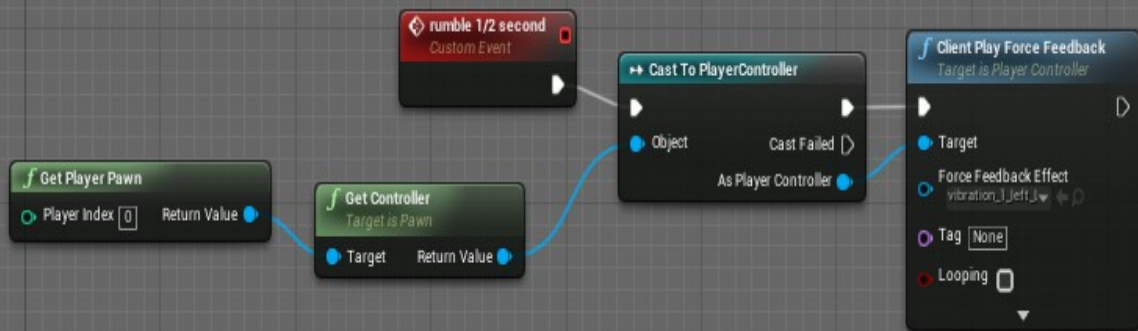 rumble 1/2 second
Custom Event
Cast To PlayerController
Object
Cast Failed
As Player Controller
f Client Play Force Feedback
Target is Player Controller
Target
Force Feedback Effect
Tag None
Looping
f Get Player Pawn
Player Index 0
Return Value
f Get Controller
Target is Pawn
Target
Return Value